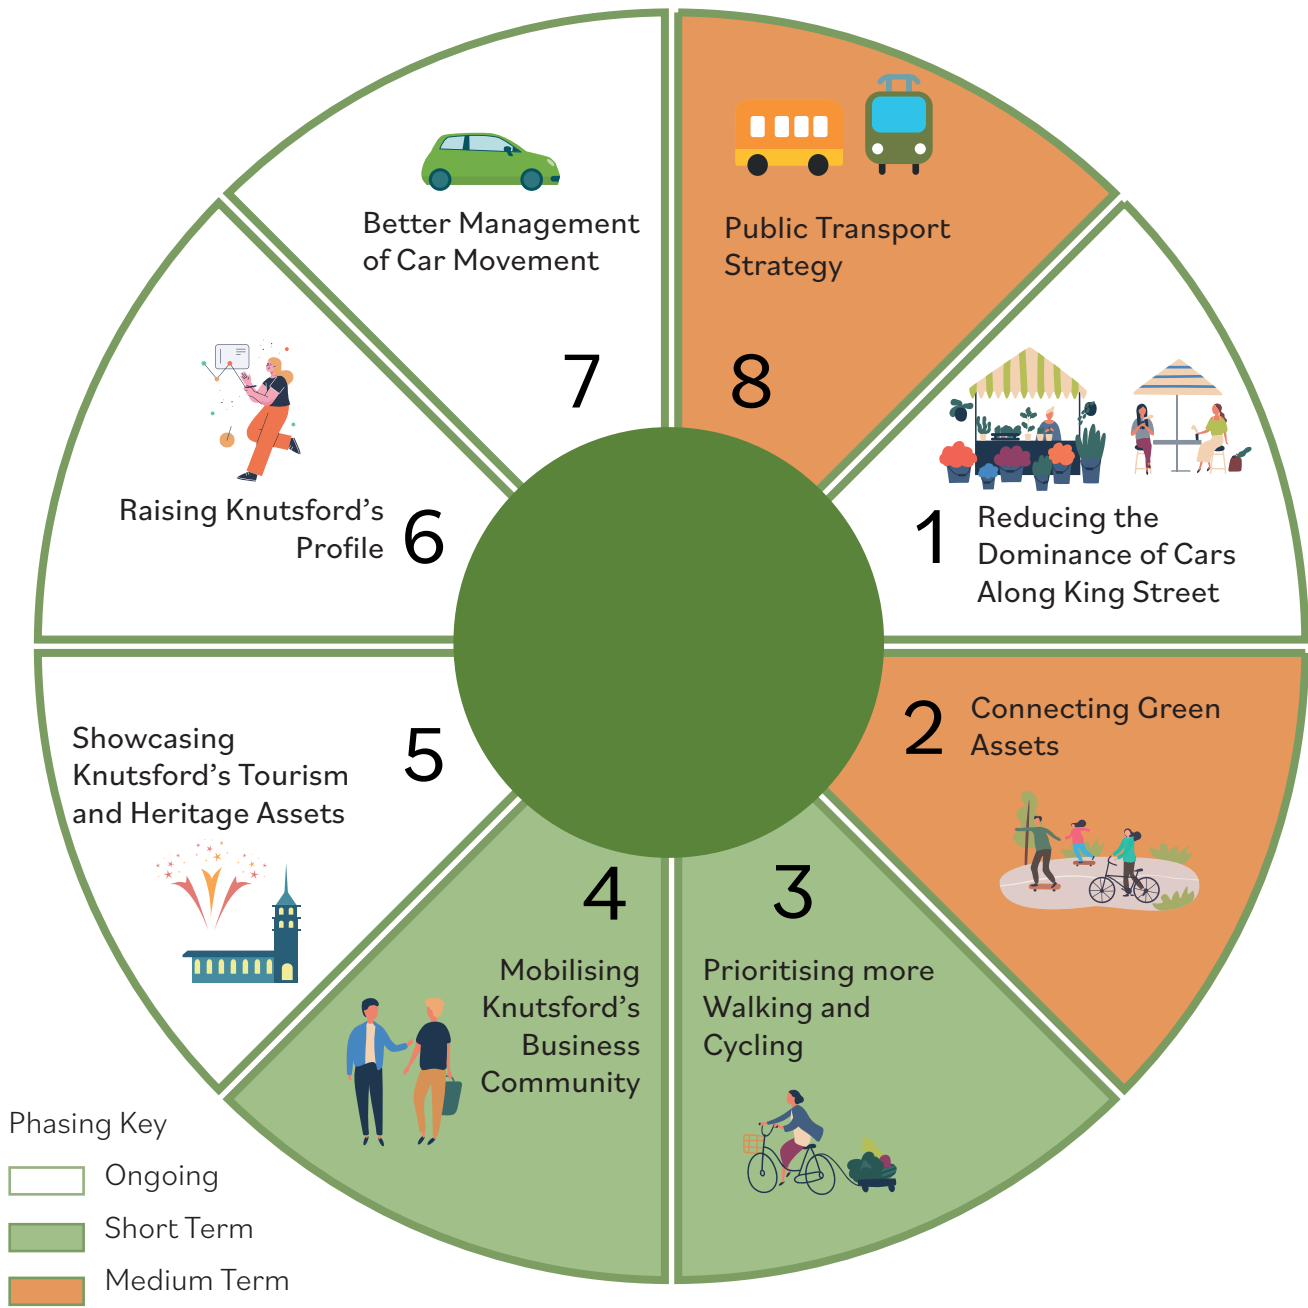 Better Management
of Car Movement
7
Public Transport
Strategy
8
Reducing the
Dominance of Cars
Along King Street
1
Connecting Green
Assets
2
3
Prioritising more
Walking and
Cycling
4
Mobilising
Knutsford’s
Business
Community
Showcasing
Knutsford’s Tourism
and Heritage Assets
5
Raising Knutsford’s
Profile
6
Phasing Key
Ongoing
Short Term
Medium Term